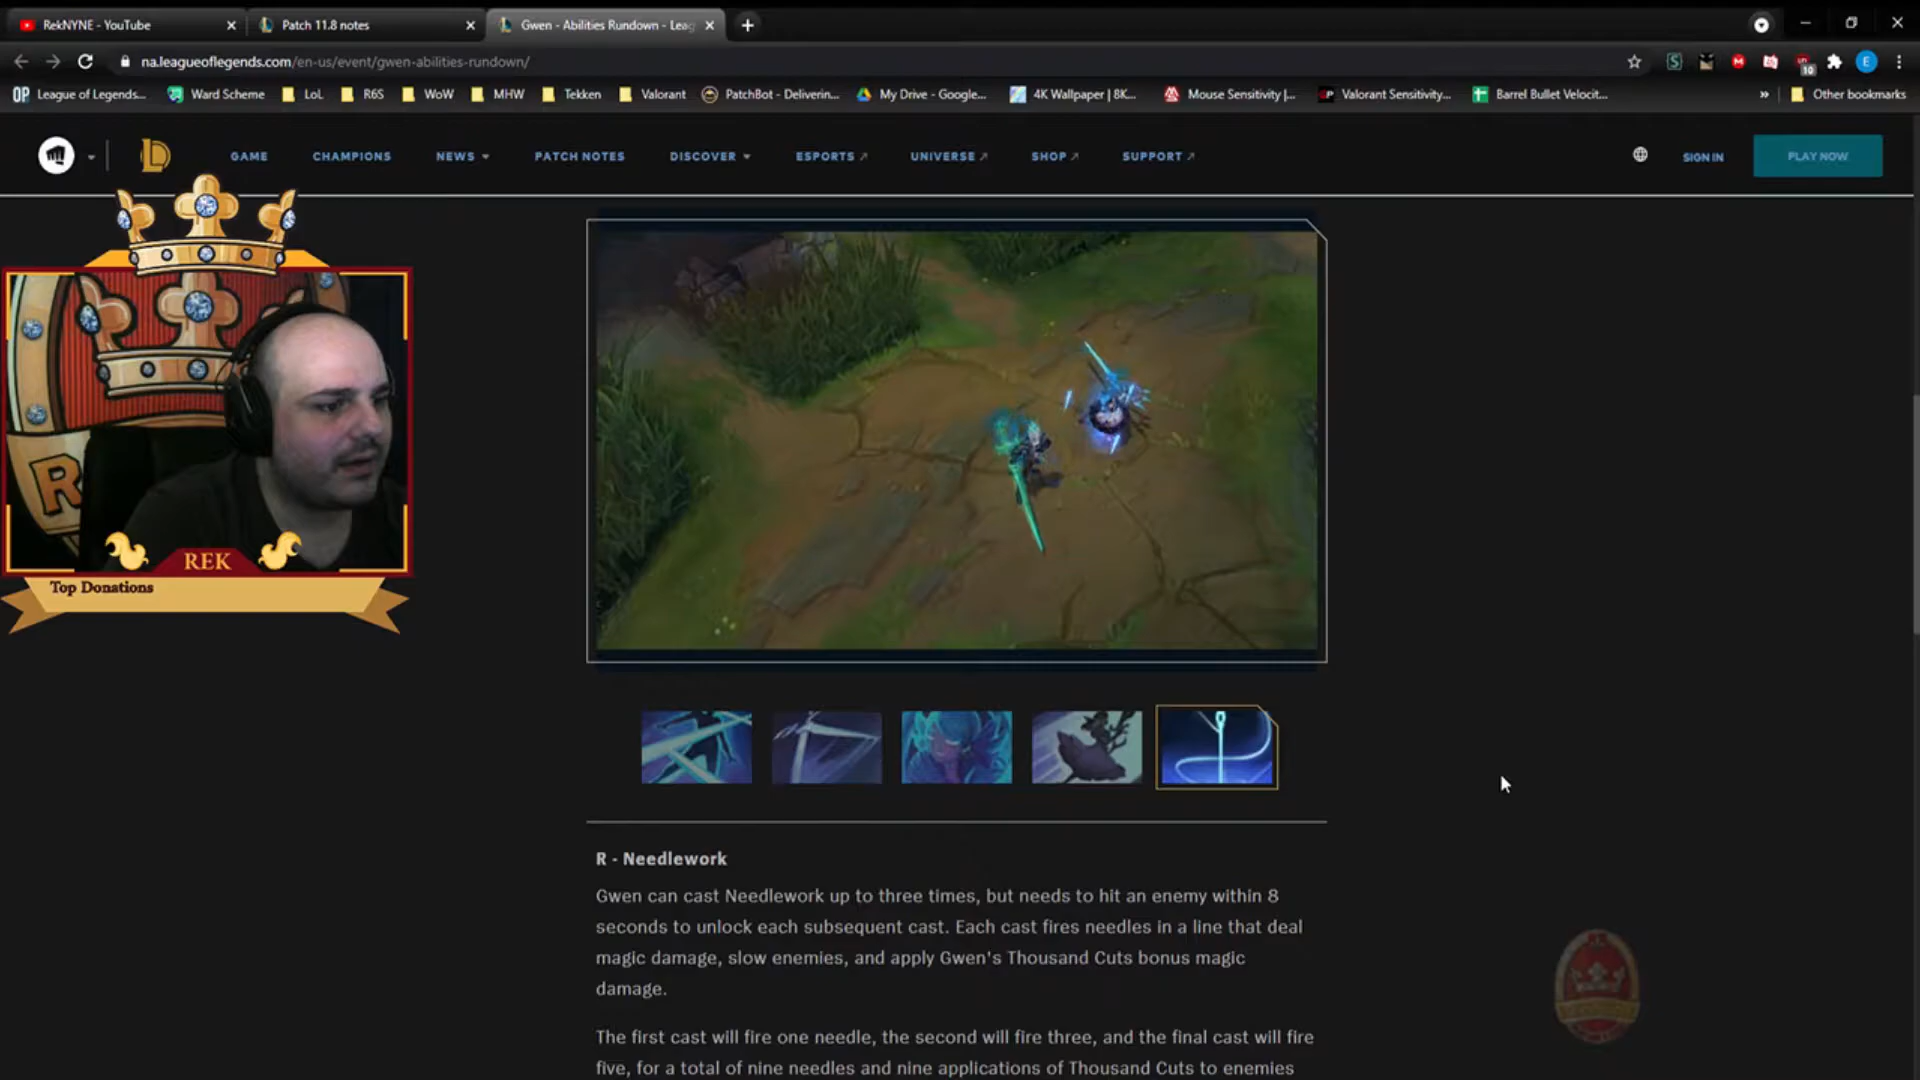 RekNYNE - YouTube
Patch 11.8 notes
Gwen - Abilities Rundown - Leag
na.leagueoflegends.com/en-us/event/gwen-abilities-rundown/
10
E
OP League of Legends...
Ward Scheme
LoL
R6S
WoW
MHW
Tekken
Valorant
PatchBot - Deliverin...
My Drive - Google...
4K Wallpaper | 8K...
Mouse Sensitivity |...
Valorant Sensitivity...
Barrel Bullet Velocit...
»
Other bookmarks
GAME
CHAMPIONS
NEWS
PATCH NOTES
DISCOVER
ESPORTS
UNIVERSE
SHOP
SUPPORT
SIGN IN
PLAY NOW
R
REK
Top Donations
R - Needlework
Gwen can cast Needlework up to three times, but needs to hit an enemy within 8
seconds to unlock each subsequent cast. Each cast fires needles in a line that deal
magic damage, slow enemies, and apply Gwen's Thousand Cuts bonus magic
damage.
The first cast will fire one needle, the second will fire three, and the final cast will fire
five, for a total of nine needles and nine applications of Thousand Cuts to enemies